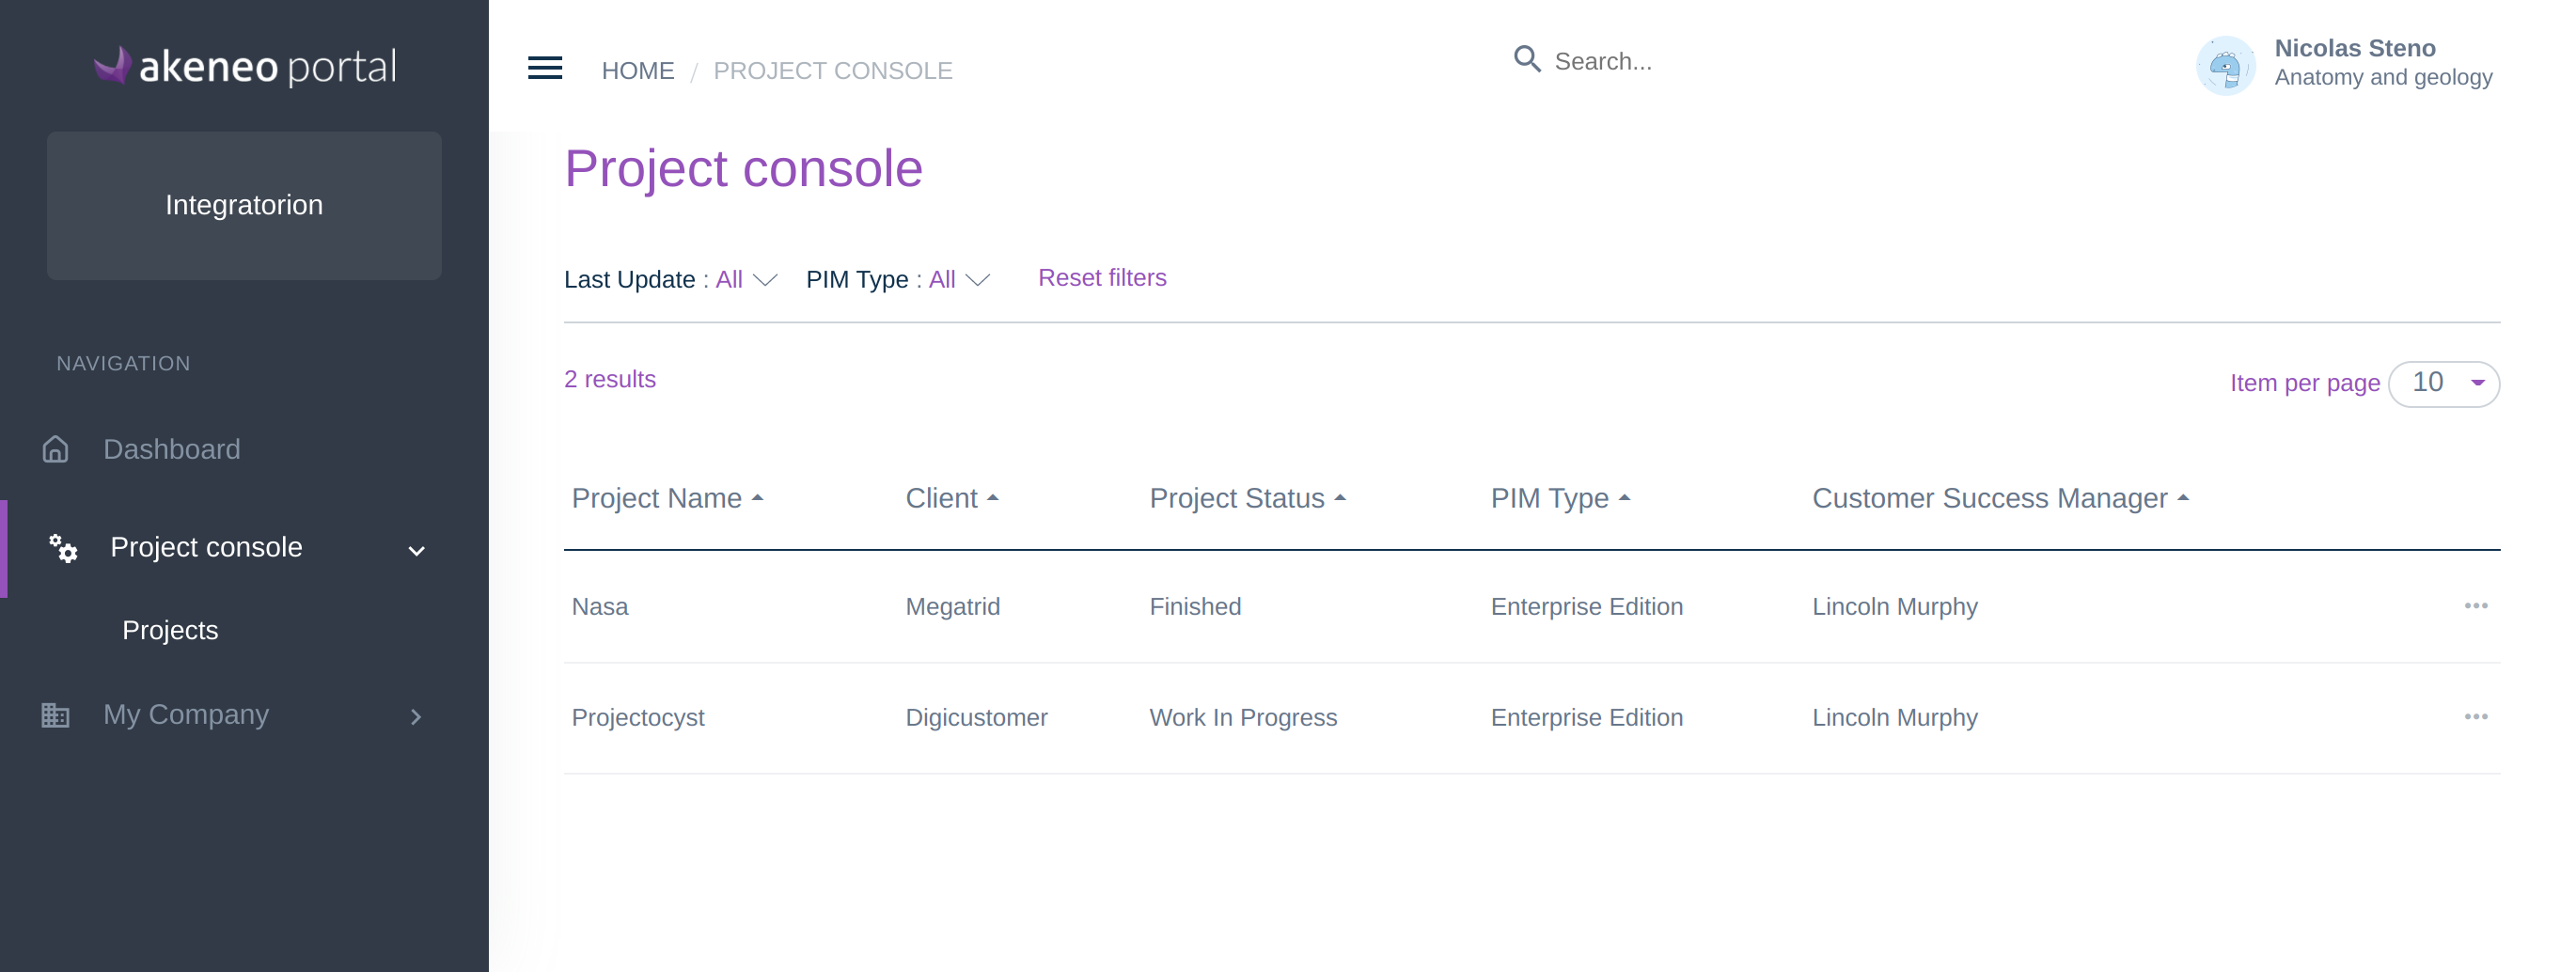 akeneo portal
Integratorion
NAVIGATION
Dashboard
Project console
Projects
My Company
HOME / PROJECT CONSOLE
Search...
Nicolas Steno
Anatomy and geology
Project console
Last Update : All PIM Type : All Reset filters
2 results
Item per page 10
Project Name Client Project Status PIM Type Customer Success Manager
Nasa Megatrid Finished Enterprise Edition Lincoln Murphy
Projectocyst Digicustomer Work In Progress Enterprise Edition Lincoln Murphy